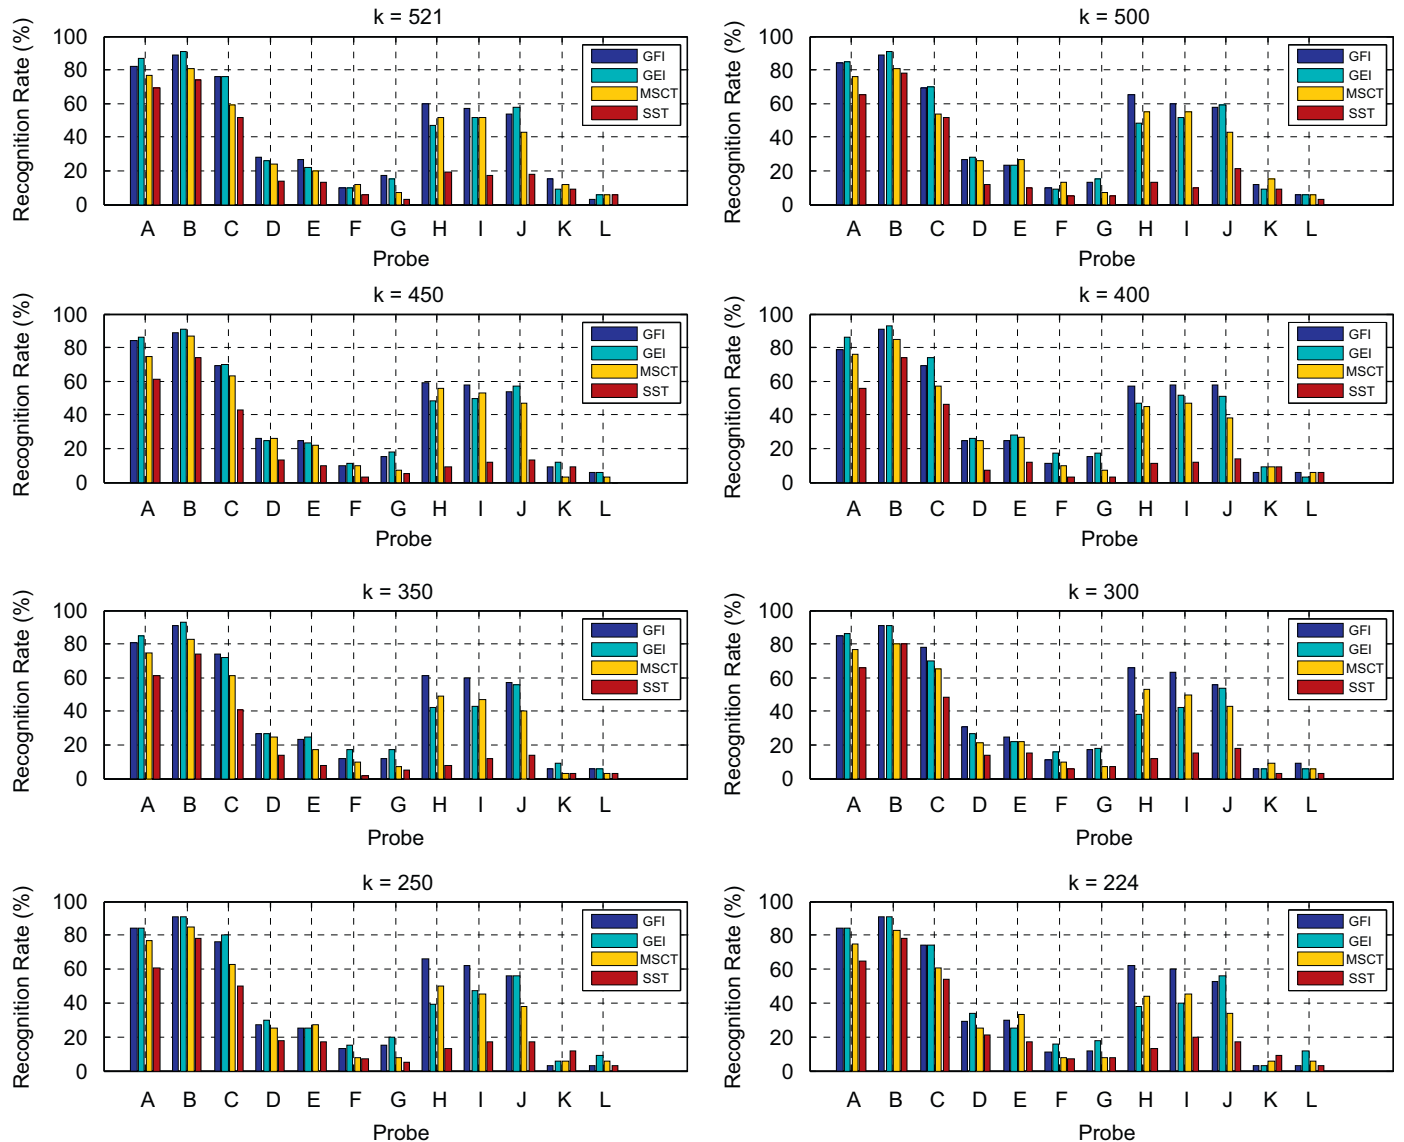 k = 521
Recognition Rate (%)
100
80
60
40
20
0
GFI
GEI
MSCT
SST
A B C D E F G H I J K L
Probe
k = 500
Recognition Rate (%)
100
80
60
40
20
0
GFI
GEI
MSCT
SST
A B C D E F G H I J K L
Probe
k = 450
Recognition Rate (%)
100
80
60
40
20
0
GFI
GEI
MSCT
SST
A B C D E F G H I J K L
Probe
k = 400
Recognition Rate (%)
100
80
60
40
20
0
GFI
GEI
MSCT
SST
A B C D E F G H I J K L
Probe
k = 350
Recognition Rate (%)
100
80
60
40
20
0
GFI
GEI
MSCT
SST
A B C D E F G H I J K L
Probe
k = 300
Recognition Rate (%)
100
80
60
40
20
0
GFI
GEI
MSCT
SST
A B C D E F G H I J K L
Probe
k = 250
Recognition Rate (%)
100
80
60
40
20
0
GFI
GEI
MSCT
SST
A B C D E F G H I J K L
Probe
k = 224
Recognition Rate (%)
100
80
60
40
20
0
GFI
GEI
MSCT
SST
A B C D E F G H I J K L
Probe